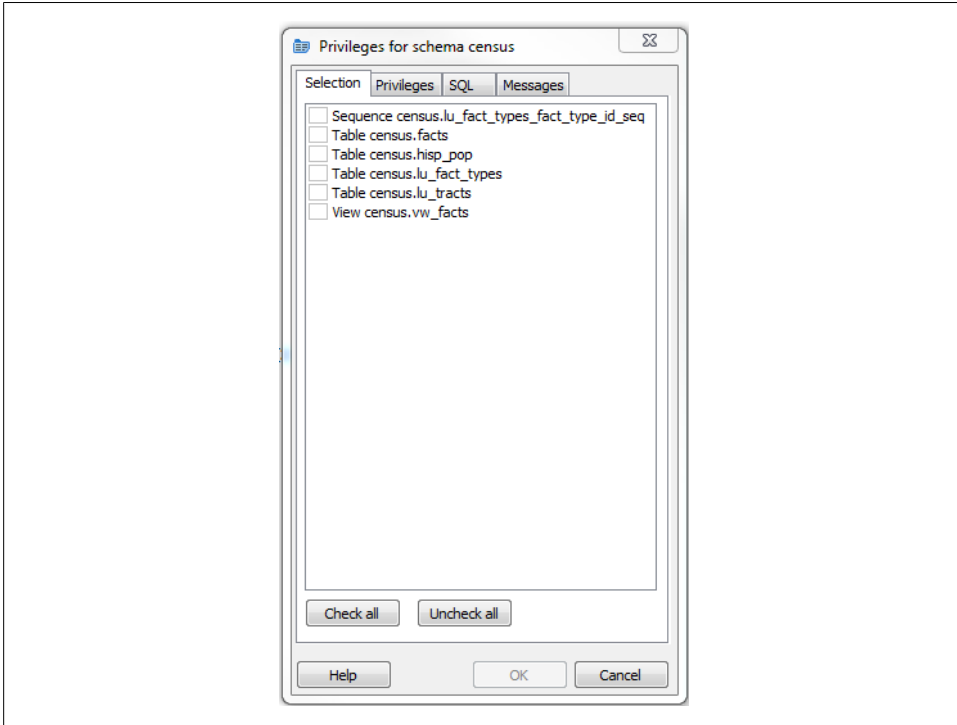 Privileges for schema census
Selection Privileges SQL Messages
Sequence census.lu_fact_types_fact_type_id_seq
Table census.facts
Table census.hisp_pop
Table census.lu_fact_types
Table census.lu_tracts
View census.vw_facts
Check all Uncheck all
Help OK Cancel